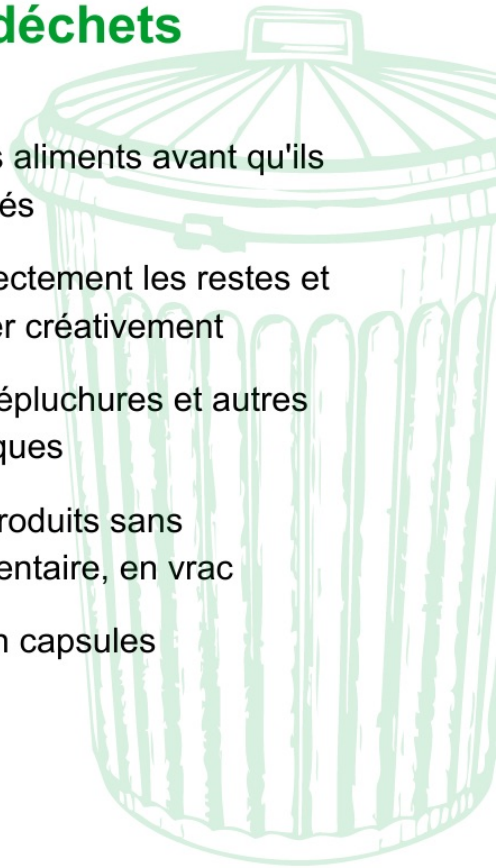 déchets
s aliments avant qu'ils
és
ectement les restes et
er créativement
épluchures et autres
ques
roduits sans
entaire, en vrac
n capsules